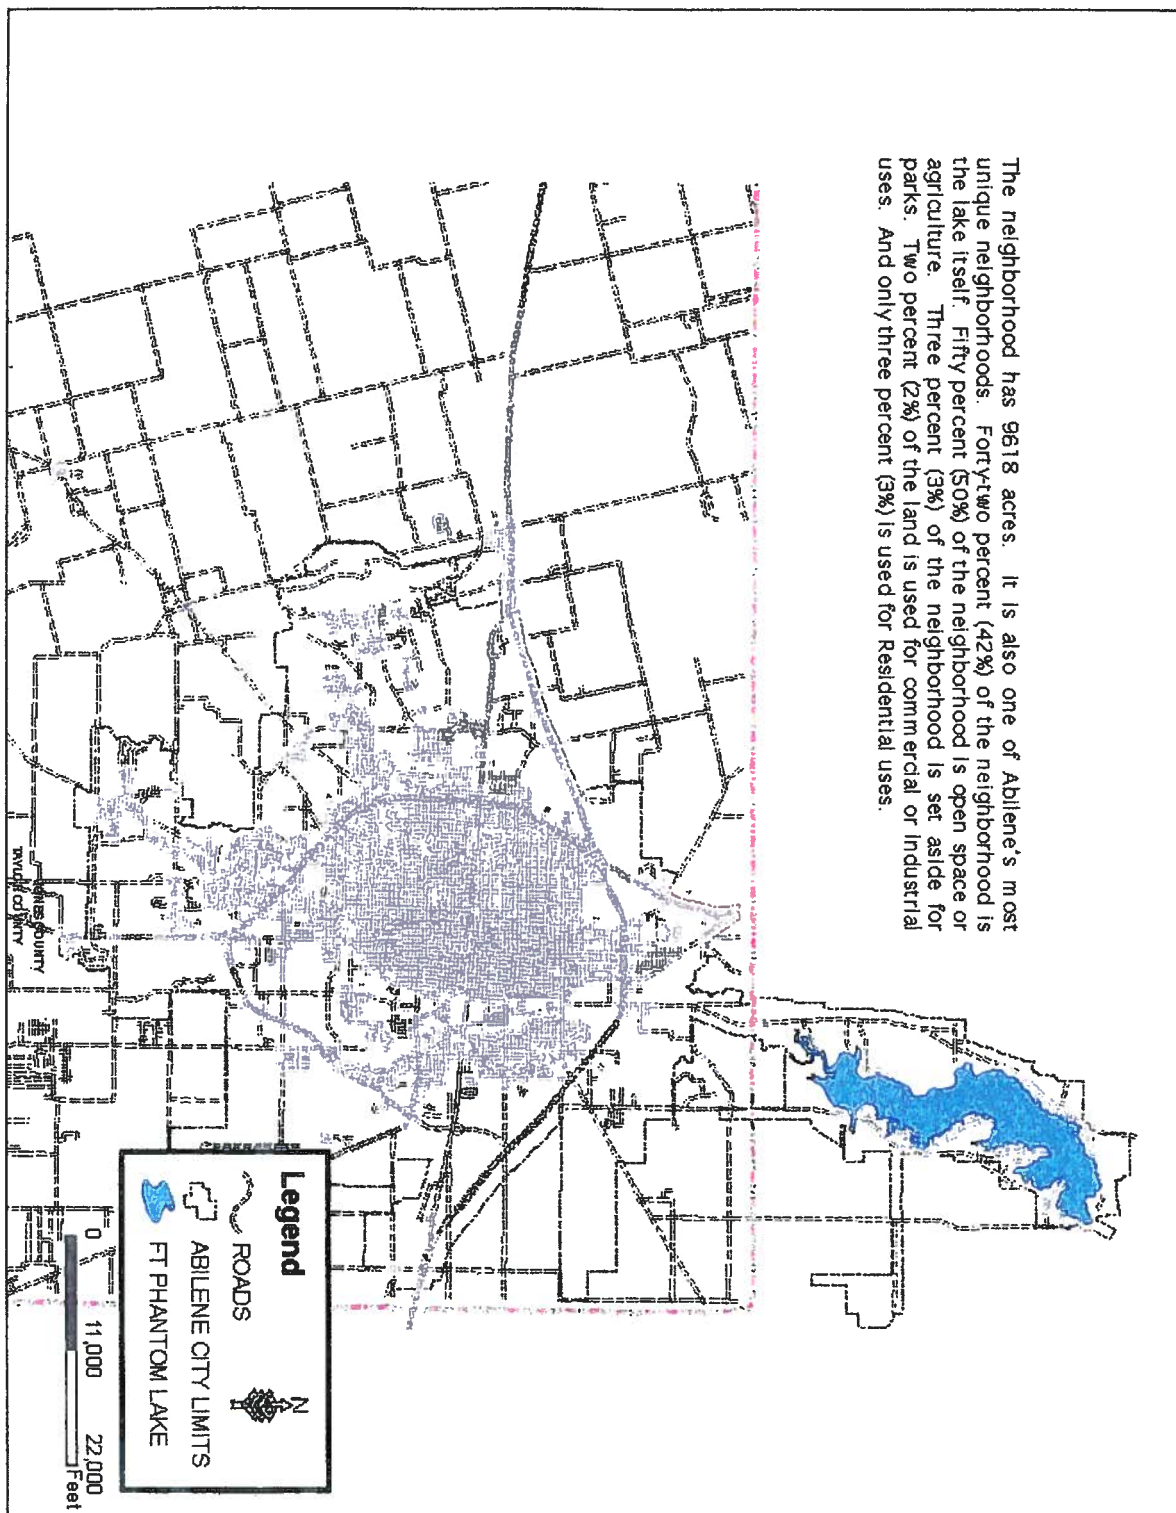 The neighborhood has 9618 acres. It is also one of Abilene's most
unique neighborhoods. Forty-two percent (42%) of the neighborhood is
the lake itself. Fifty percent (50%) of the neighborhood is open space or
agriculture. Three percent (3%) of the neighborhood is set aside for
parks. Two percent (2%) of the land is used for commercial or industrial
uses. And only three percent (3%) is used for Residential uses.
JONES COUNTY
TAYLOR COUNTY
Legend
N
ROADS
ABILENE CITY LIMITS
FT PHANTOM LAKE
0 11,000 22,000
Feet